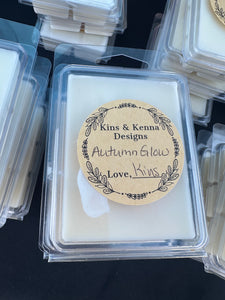 Kins & Kenna
Designs
Autumn Glow
Love, Kins